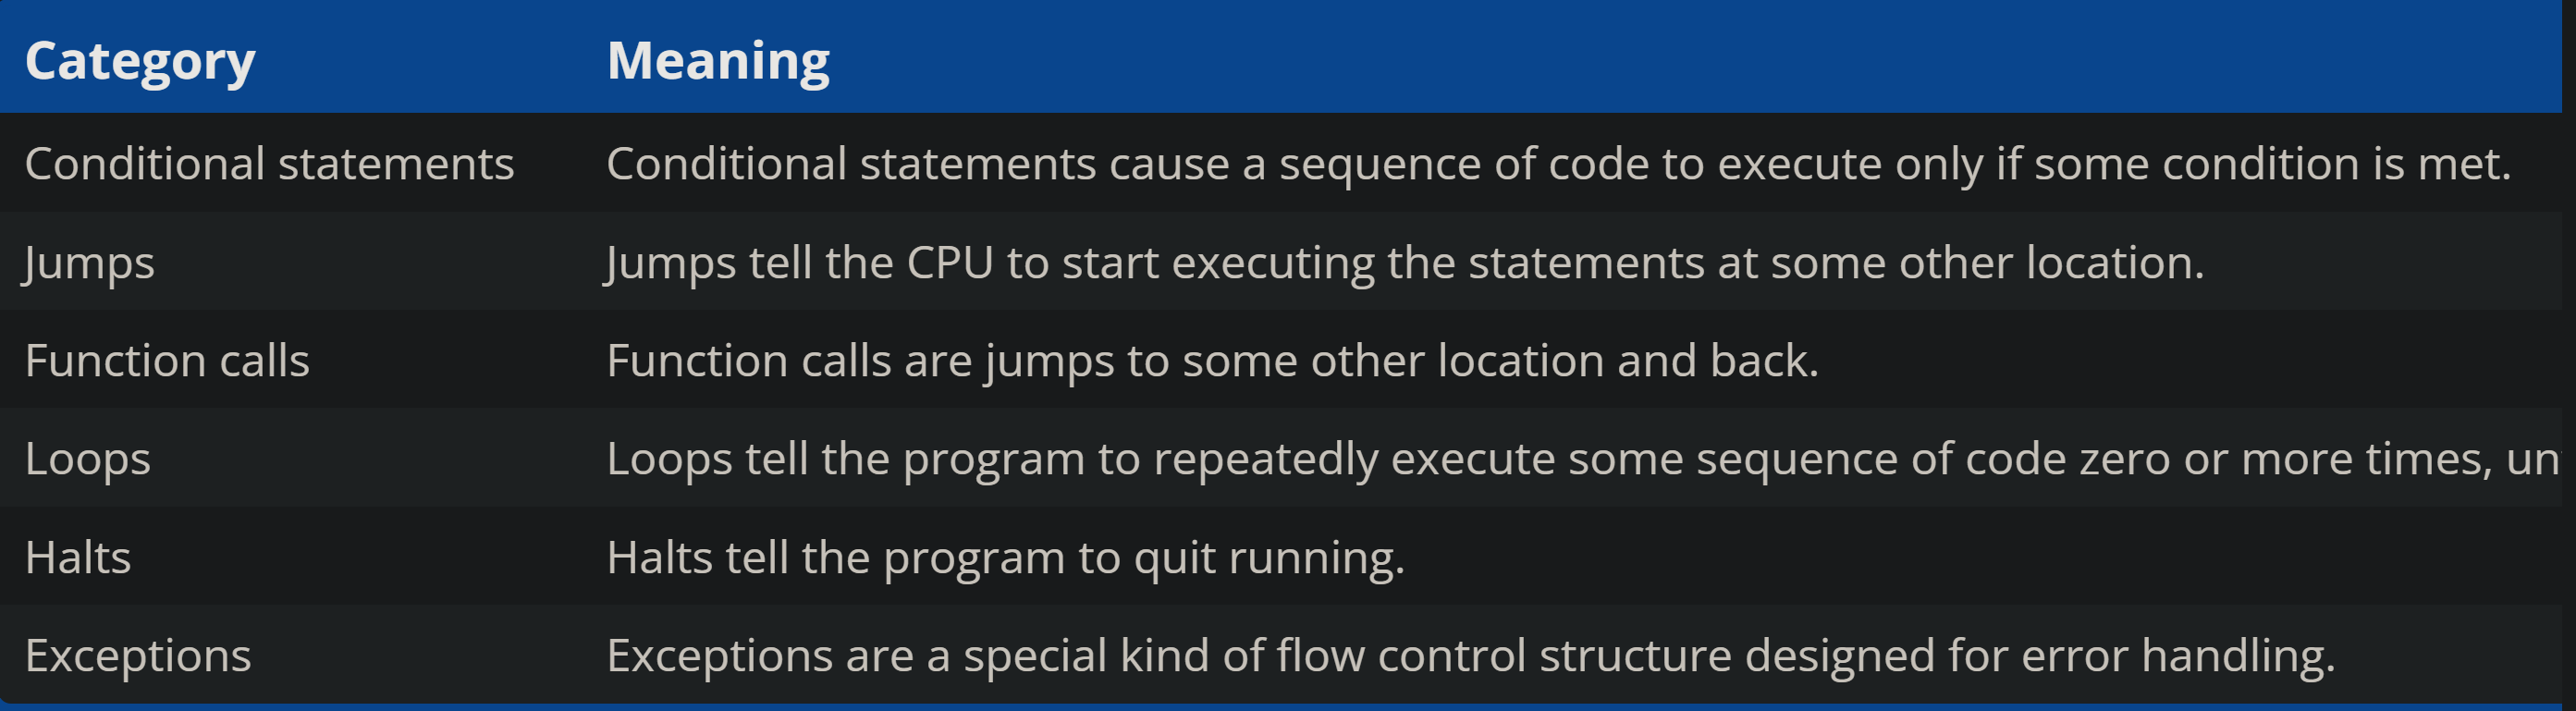 Category Meaning
Conditional statements Conditional statements cause a sequence of code to execute only if some condition is met.
Jumps Jumps tell the CPU to start executing the statements at some other location.
Function calls Function calls are jumps to some other location and back.
Loops Loops tell the program to repeatedly execute some sequence of code zero or more times,
Halts Halts tell the program to quit running.
Exceptions Exceptions are a special kind of flow control structure designed for error handling.